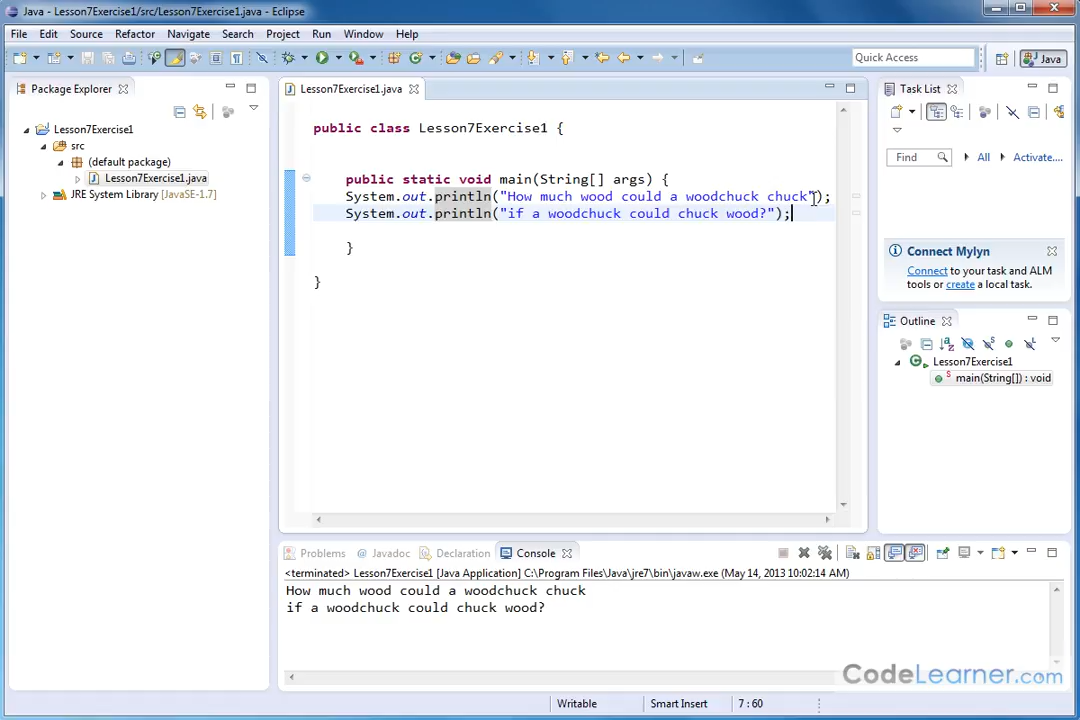 Java - Lesson7Exercise1/src/Lesson7Exercise1.java - Eclipse
File Edit Source Refactor Navigate Search Project Run Window Help
Quick Access
Java
Package Explorer
Lesson7Exercise1
src
(default package)
Lesson7Exercise1.java
JRE System Library [JavaSE-1.7]
Lesson7Exercise1.java
public class Lesson7Exercise1 {
public static void main(String[] args) {
System.out.println("How much wood could a woodchuck chuck");
System.out.println("if a woodchuck could chuck wood?");
}
}
Task List
Find All Activate....
Connect Mylyn
Connect to your task and ALM
tools or create a local task.
Outline
Lesson7Exercise1
main(String[]) : void
Problems @ Javadoc Declaration Console
<terminated> Lesson7Exercise1 [Java Application] C:\Program Files\Java\jre7\bin\javaw.exe (May 14, 2013 10:02:14 AM)
How much wood could a woodchuck chuck
if a woodchuck could chuck wood?
CodeLearner.com
Writable Smart Insert 7:60